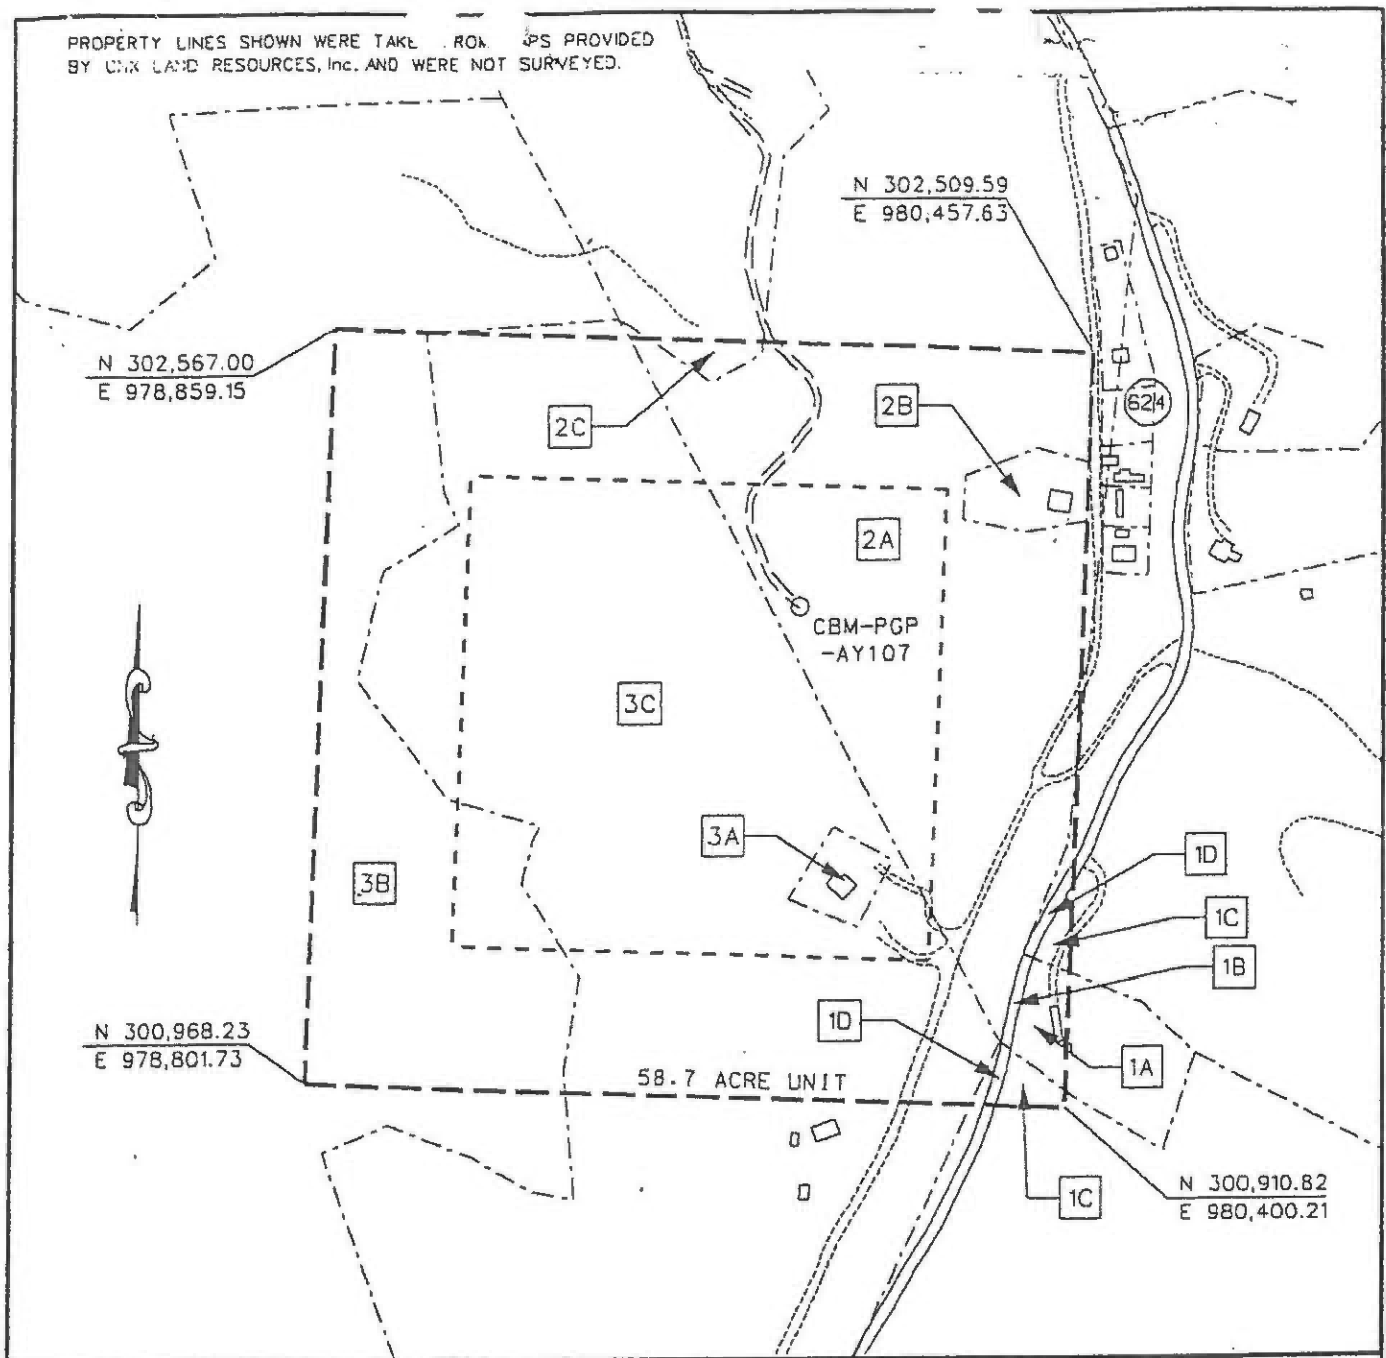 PROPERTY LINES SHOWN WERE PROVIDED
BY LAND RESOURCES, Inc. AND WERE NOT SURVEYED.
N 302,509.59
E 980,457.63
N 302,567.00
E 978,859.15
2C
2B
624
2A
CBM-PGP
-AY107
3C
3A
3B
1D
1C
1B
1D
1A
N 300,968.23
E 978,801.73
58.7 ACRE UNIT
1C
N 300,910.82
E 980,400.21